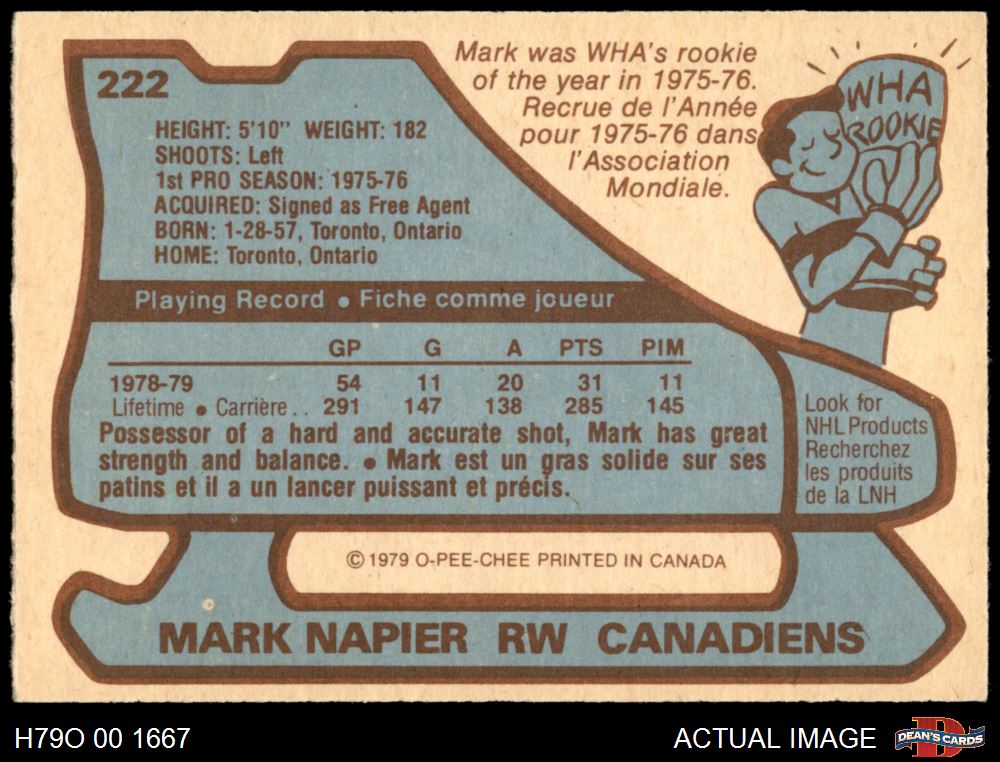 222
HEIGHT: 5'10" WEIGHT: 182
SHOOTS: Left
1st PRO SEASON: 1975-76
ACQUIRED: Signed as Free Agent
BORN: 1-28-57, Toronto, Ontario
HOME: Toronto, Ontario
Mark was WHA's rookie
of the year in 1975-76.
Recrue de l'Année
pour 1975-76 dans
l'Association
Mondiale.
WHA
ROOKIE
Playing Record • Fiche comme joueur
GP G A PTS PIM
1978-79 54 11 20 31 11
Lifetime • Carrière .. 291 147 138 285 145
Possessor of a hard and accurate shot, Mark has great
strength and balance. • Mark est un gras solide sur ses
patins et il a un lancer puissant et précis.
Look for
NHL Products
Recherchez
les produits
de la LNH
© 1979 O-PEE-CHEE PRINTED IN CANADA
MARK NAPIER RW CANADIENS
H79O 00 1667
ACTUAL IMAGE
D
DEAN'S CARDS